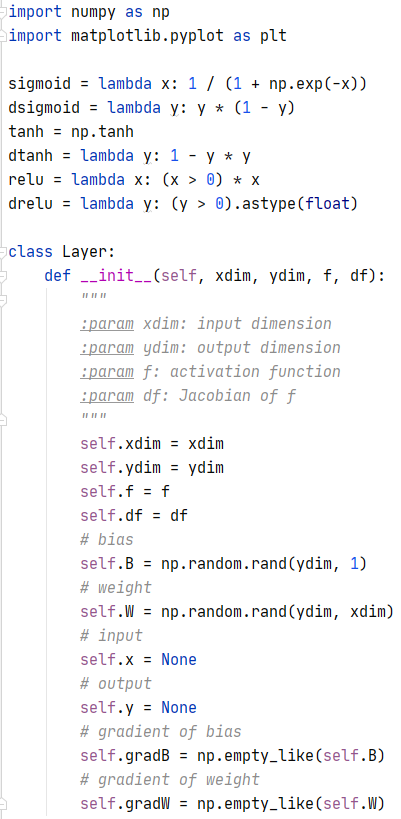 import numpy as np
import matplotlib.pyplot as plt

sigmoid = lambda x: 1 / (1 + np.exp(-x))
dsigmoid = lambda y: y * (1 - y)
tanh = np.tanh
dtanh = lambda y: 1 - y * y
relu = lambda x: (x > 0) * x
drelu = lambda y: (y > 0).astype(float)

class Layer:
    def __init__(self, xdim, ydim, f, df):
        """
        :param xdim: input dimension
        :param ydim: output dimension
        :param f: activation function
        :param df: Jacobian of f
        """
        self.xdim = xdim
        self.ydim = ydim
        self.f = f
        self.df = df
        # bias
        self.B = np.random.rand(ydim, 1)
        # weight
        self.W = np.random.rand(ydim, xdim)
        # input
        self.x = None
        # output
        self.y = None
        # gradient of bias
        self.gradB = np.empty_like(self.B)
        # gradient of weight
        self.gradW = np.empty_like(self.W)